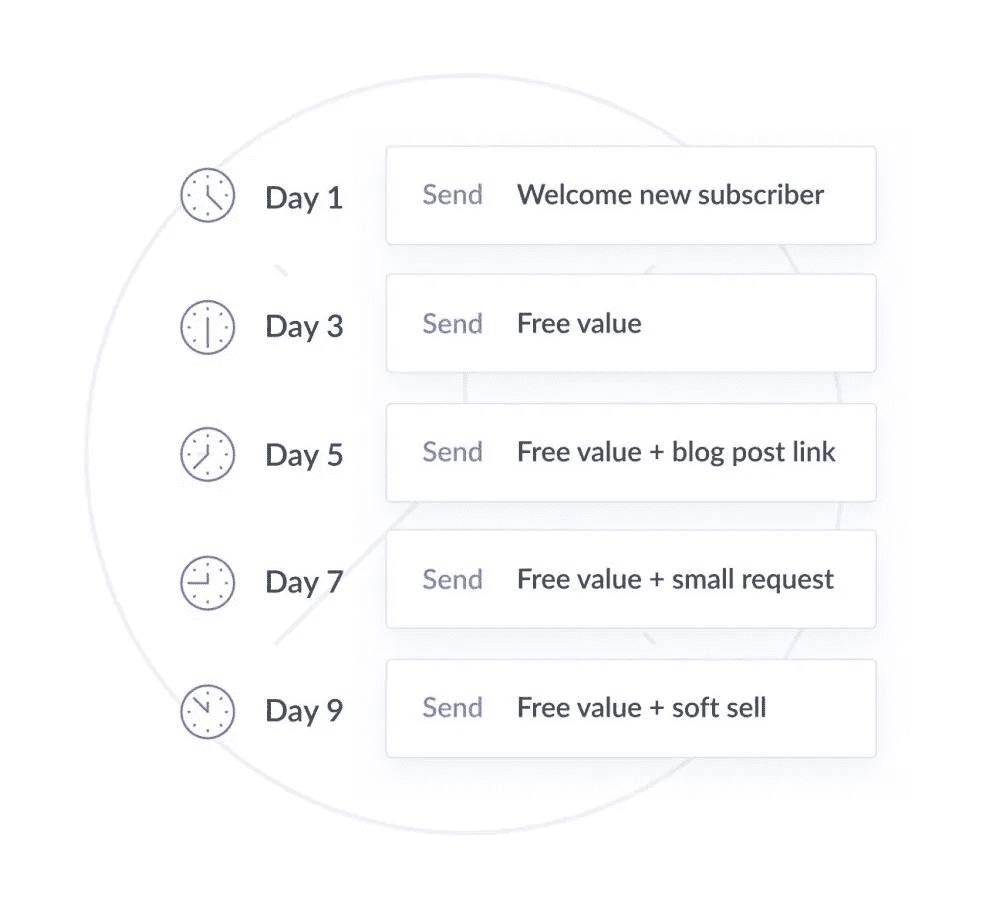 Day 1 Send Welcome new subscriber
Day 3 Send Free value
Day 5 Send Free value + blog post link
Day 7 Send Free value + small request
Day 9 Send Free value + soft sell